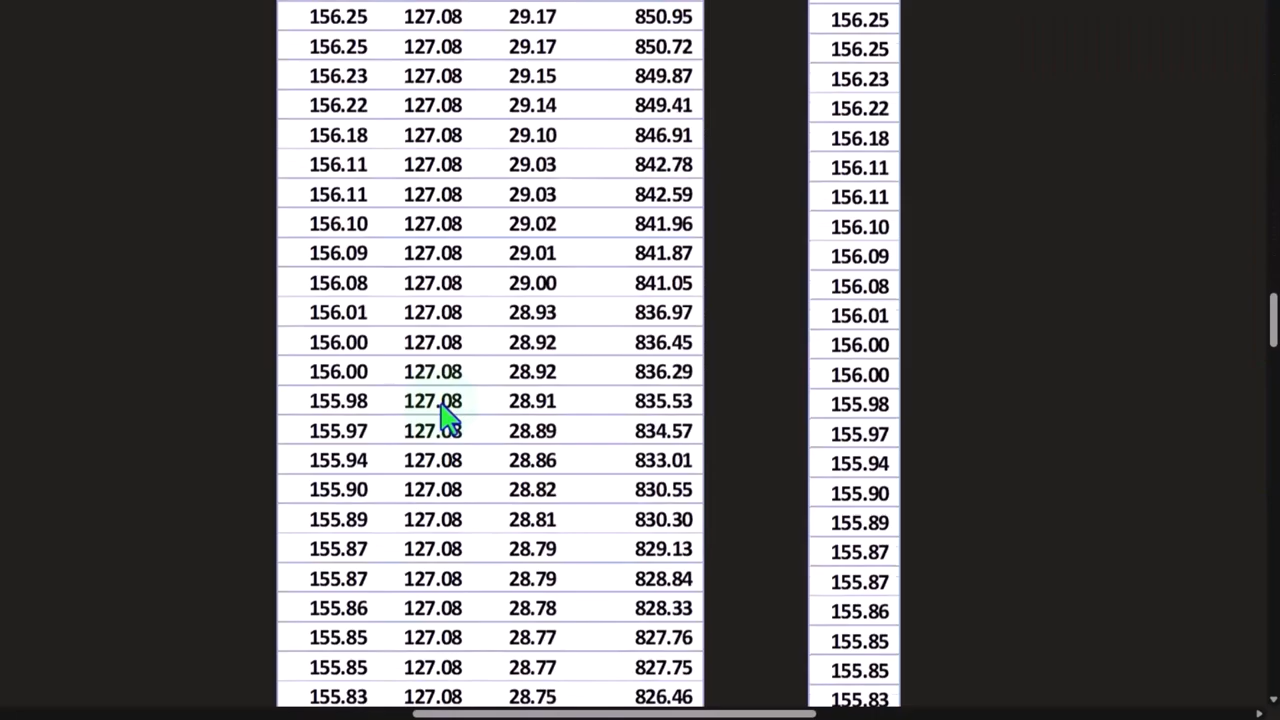 156.25 127.08 29.17 850.95 156.25
156.25 127.08 29.17 850.72 156.25
156.23 127.08 29.15 849.87 156.23
156.22 127.08 29.14 849.41 156.22
156.18 127.08 29.10 846.91 156.18
156.11 127.08 29.03 842.78 156.11
156.11 127.08 29.03 842.59 156.11
156.10 127.08 29.02 841.96 156.10
156.09 127.08 29.01 841.87 156.09
156.08 127.08 29.00 841.05 156.08
156.01 127.08 28.93 836.97 156.01
156.00 127.08 28.92 836.45 156.00
156.00 127.08 28.92 836.29 156.00
155.98 127.08 28.91 835.53 155.98
155.97 127.08 28.89 834.57 155.97
155.94 127.08 28.86 833.01 155.94
155.90 127.08 28.82 830.55 155.90
155.89 127.08 28.81 830.30 155.89
155.87 127.08 28.79 829.13 155.87
155.87 127.08 28.79 828.84 155.87
155.86 127.08 28.78 828.33 155.86
155.85 127.08 28.77 827.76 155.85
155.85 127.08 28.77 827.75 155.85
155.83 127.08 28.75 826.46 155.83